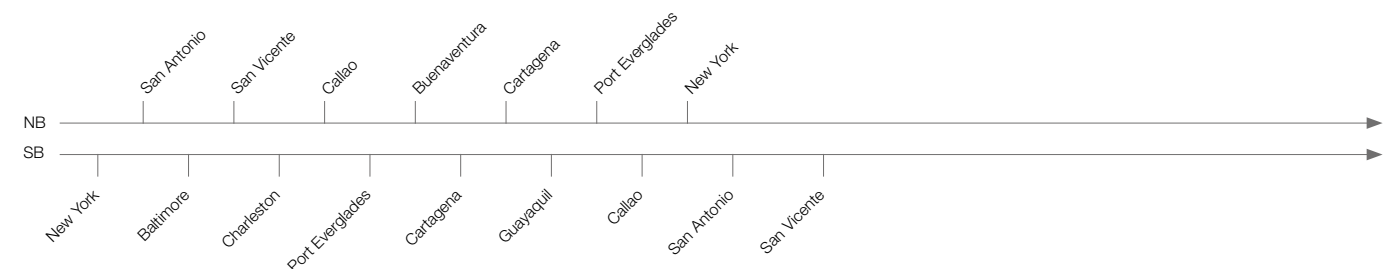 San Antonio
San Vicente
Callao
Buenaventura
Cartagena
Port Everglades
New York
NB
SB
New York
Baltimore
Charleston
Port Everglades
Cartagena
Guayaquil
Callao
San Antonio
San Vicente